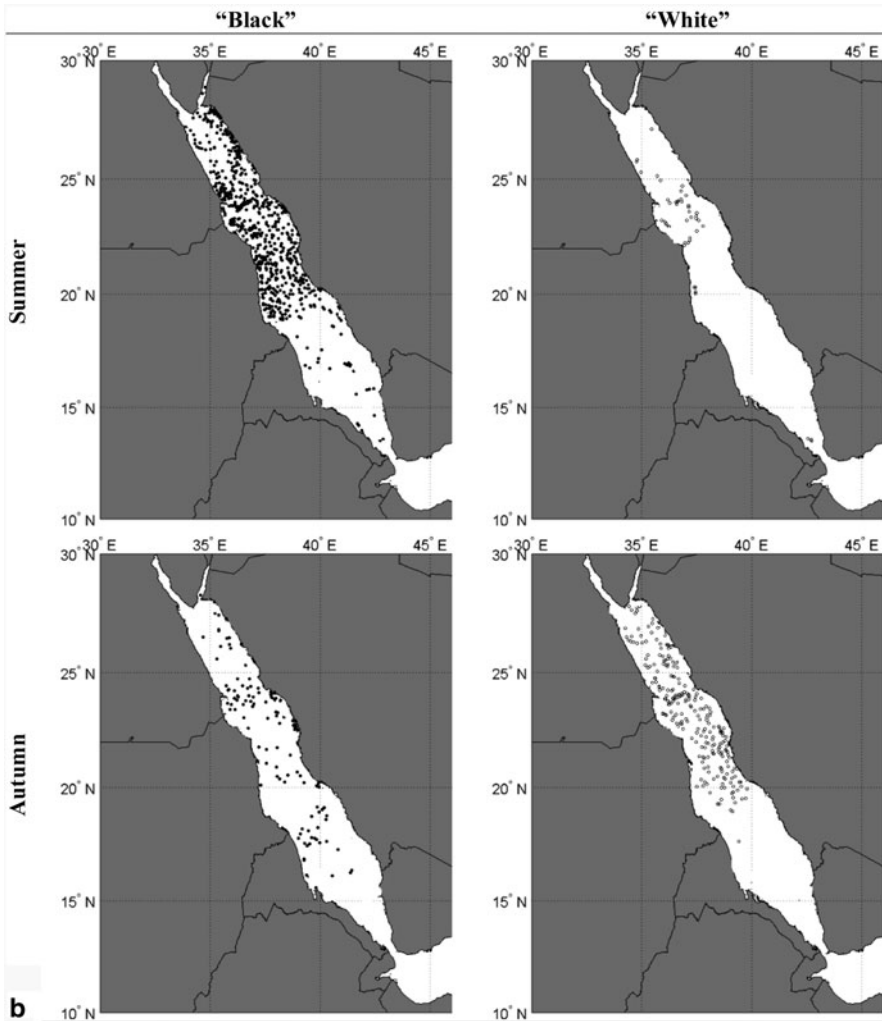 “Black” “White”
30° E 35° E 40° E 45° E 30° E 35° E 40° E 45° E
30° N 30° N
25° N 25° N
Summer
20° N 20° N
15° N 15° N
10° N 10° N
30° E 35° E 40° E 45° E 30° E 35° E 40° E 45° E
30° N 30° N
25° N 25° N
Autumn
20° N 20° N
15° N 15° N
10° N 10° N
b